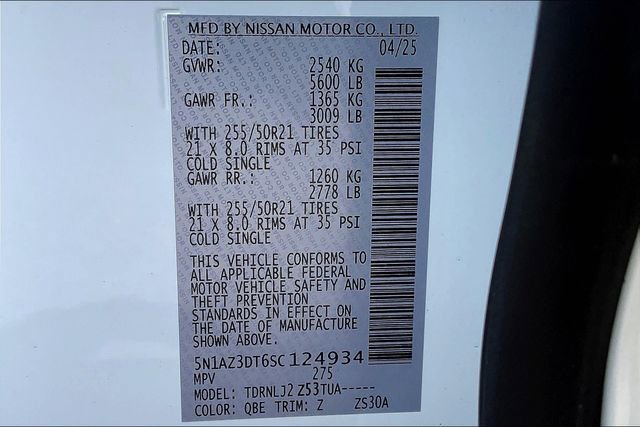 MFD BY NISSAN MOTOR CO., LTD.
DATE: 04/25
GVWR: 2540 KG
5600 LB
GAWR FR.: 1365 KG
3009 LB
WITH 255/50R21 TIRES
21 X 8.0 RIMS AT 35 PSI
COLD SINGLE
GAWR RR.: 1260 KG
2778 LB
WITH 255/50R21 TIRES
21 X 8.0 RIMS AT 35 PSI
COLD SINGLE
THIS VEHICLE CONFORMS TO
ALL APPLICABLE FEDERAL
MOTOR VEHICLE SAFETY AND
THEFT PREVENTION
STANDARDS IN EFFECT ON
THE DATE OF MANUFACTURE
SHOWN ABOVE.
5N1AZ3DT6SC 124934
MPV 275
MODEL: TDRNLJ2 Z53TUA-----
COLOR: QBE TRIM: Z ZS30A